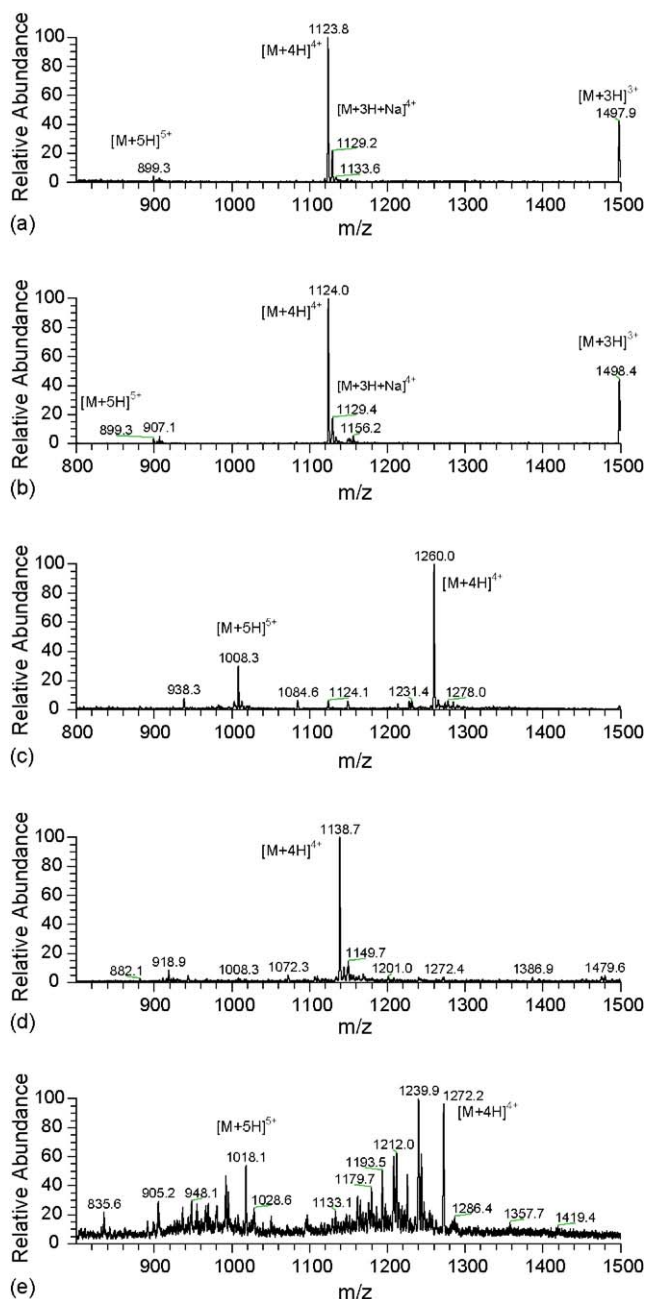 Relative Abundance
100
80
60
40
20
0
1123.8
[M+4H]4+
[M+3H+Na]4+
1129.2
1133.6
[M+5H]5+
899.3
[M+3H]3+
1497.9
900 1000 1100 1200 1300 1400 1500
m/z
(a)
Relative Abundance
100
80
60
40
20
0
1124.0
[M+4H]4+
[M+3H+Na]4+
1129.4
1156.2
[M+5H]5+
899.3 907.1
[M+3H]3+
1498.4
800 900 1000 1100 1200 1300 1400 1500
m/z
(b)
Relative Abundance
100
80
60
40
20
0
1260.0
[M+4H]4+
[M+5H]5+
1008.3
938.3 1084.6 1124.1 1231.4 1278.0
800 900 1000 1100 1200 1300 1400 1500
m/z
(c)
Relative Abundance
100
80
60
40
20
0
1138.7
[M+4H]4+
1149.7
882.1 918.9 1008.3 1072.3 1201.0 1272.4 1386.9 1479.6
900 1000 1100 1200 1300 1400 1500
m/z
(d)
Relative Abundance
100
80
60
40
20
0
1239.9 1272.2
[M+4H]4+
[M+5H]5+
1018.1
1212.0
1193.5
1179.7
835.6 905.2 948.1 1028.6 1133.1 1286.4 1357.7 1419.4
900 1000 1100 1200 1300 1400 1500
m/z
(e)